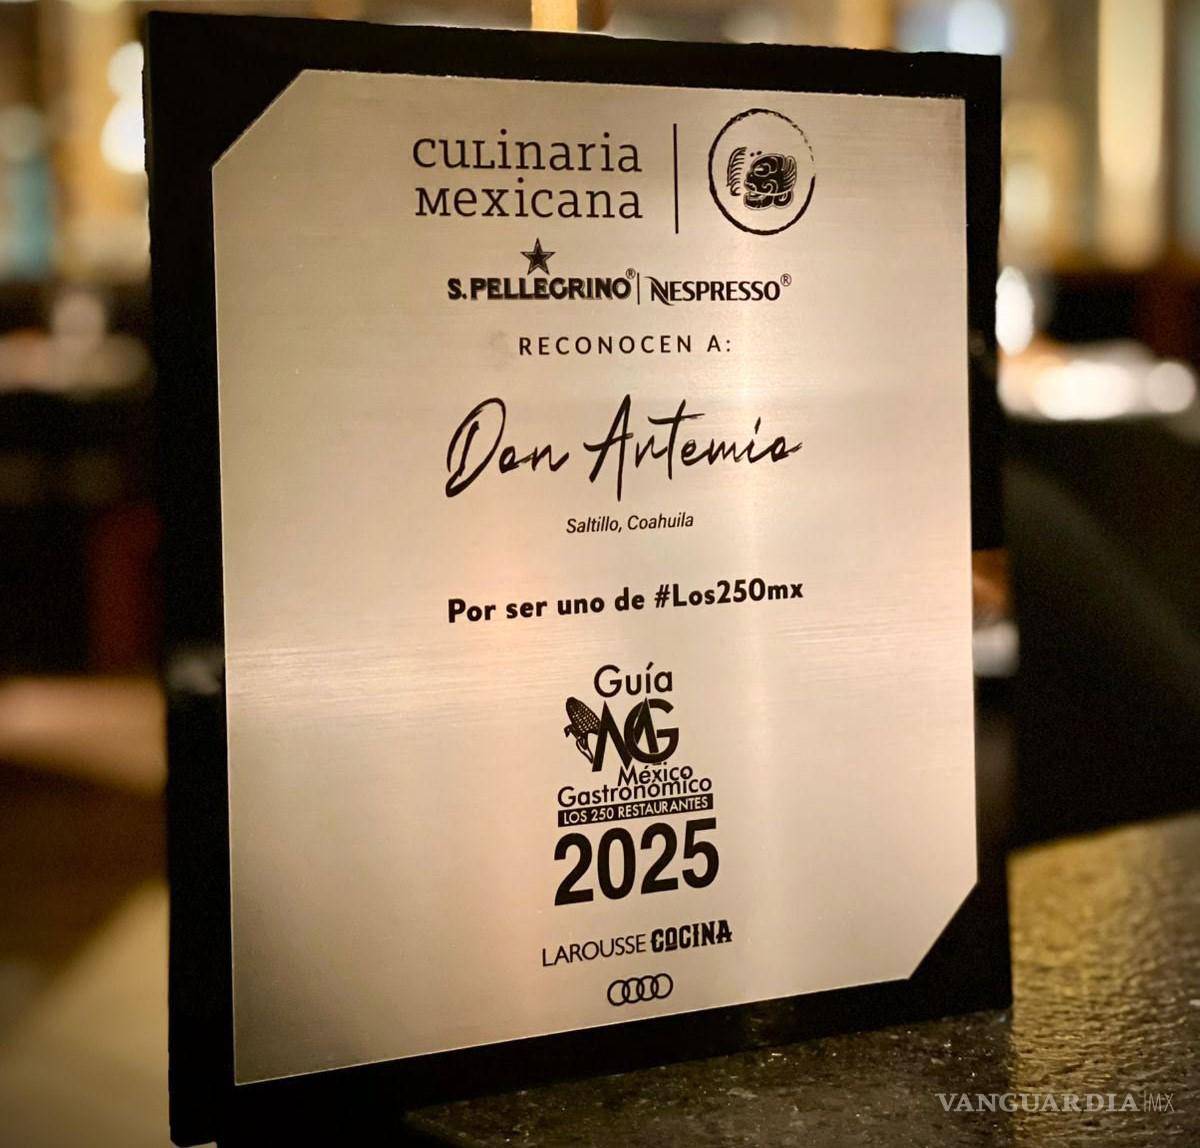 cuLinaria
Mexicana
S.PELLEGRINO® | NESPRESSO®
RECONOCEN A:
Don Artemio
Saltillo, Coahuila
Por ser uno de #Los250mx
Guía
MG
México
Gastronómico
LOS 250 RESTAURANTES
2025
LAROUSSE COCINA
VANGUARDIA|MX